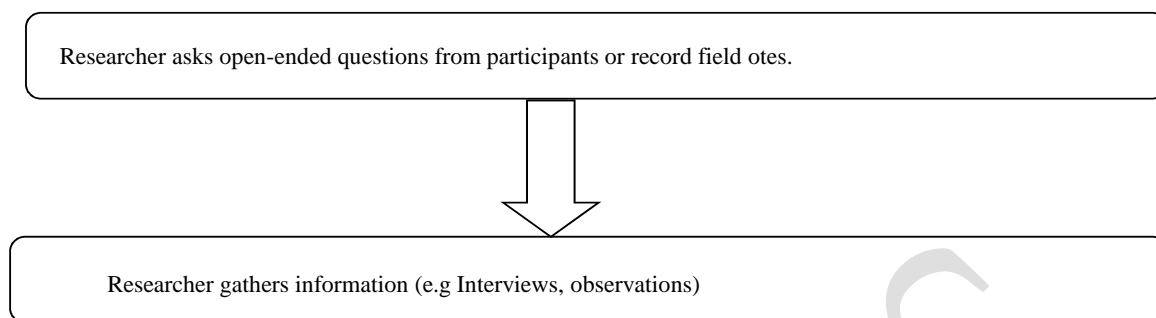 Researcher asks open-ended questions from participants or record field otes.
Researcher gathers information (e.g Interviews, observations)